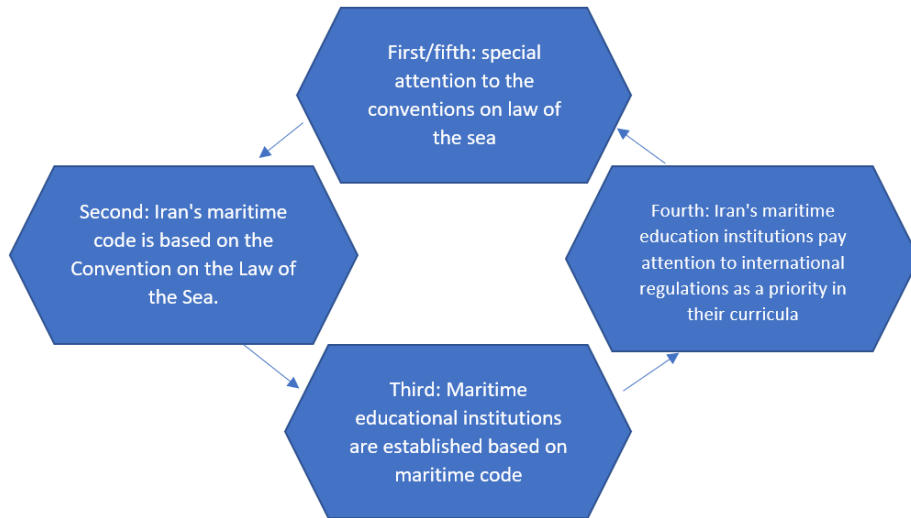 First/fifth: special
attention to the
conventions on law of
the sea
Second: Iran's maritime
code is based on the
Convention on the Law of
the Sea.
Third: Maritime
educational institutions
are established based on
maritime code
Fourth: Iran's maritime
education institutions pay
attention to international
regulations as a priority in
their curricula